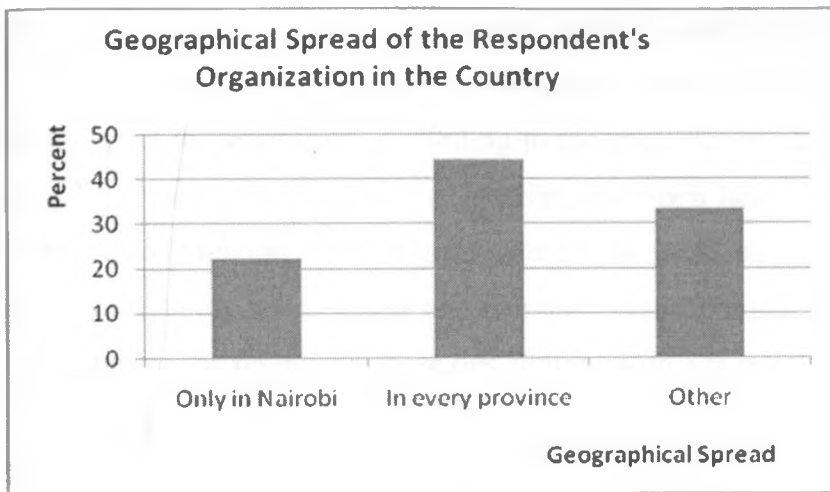 Geographical Spread of the Respondent's
Organization in the Country
Percent
50
40
30
20
10
0
Only in Nairobi
In every province
Other
Geographical Spread